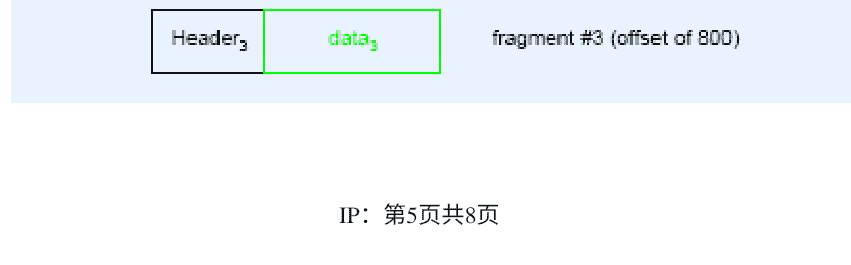 Header3 data3 fragment #3 (offset of 800)
IP：第5页共8页